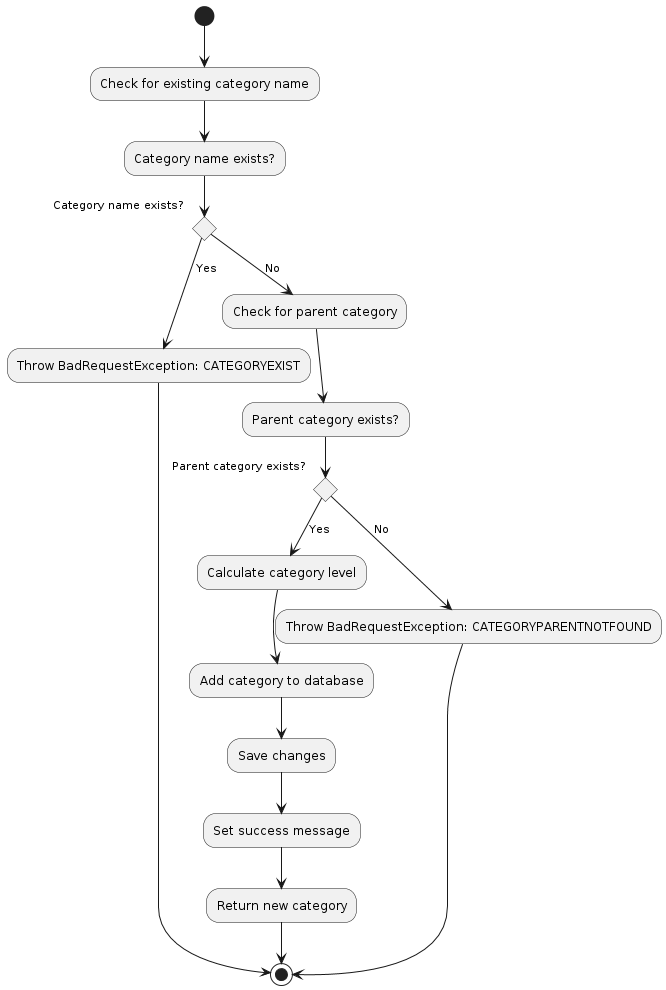 Check for existing category name
Category name exists?
Category name exists?
Yes
No
Check for parent category
Throw BadRequestException: CATEGORYEXIST
Parent category exists?
Parent category exists?
Yes
No
Calculate category level
Throw BadRequestException: CATEGORYPARENTNOTFOUND
Add category to database
Save changes
Set success message
Return new category